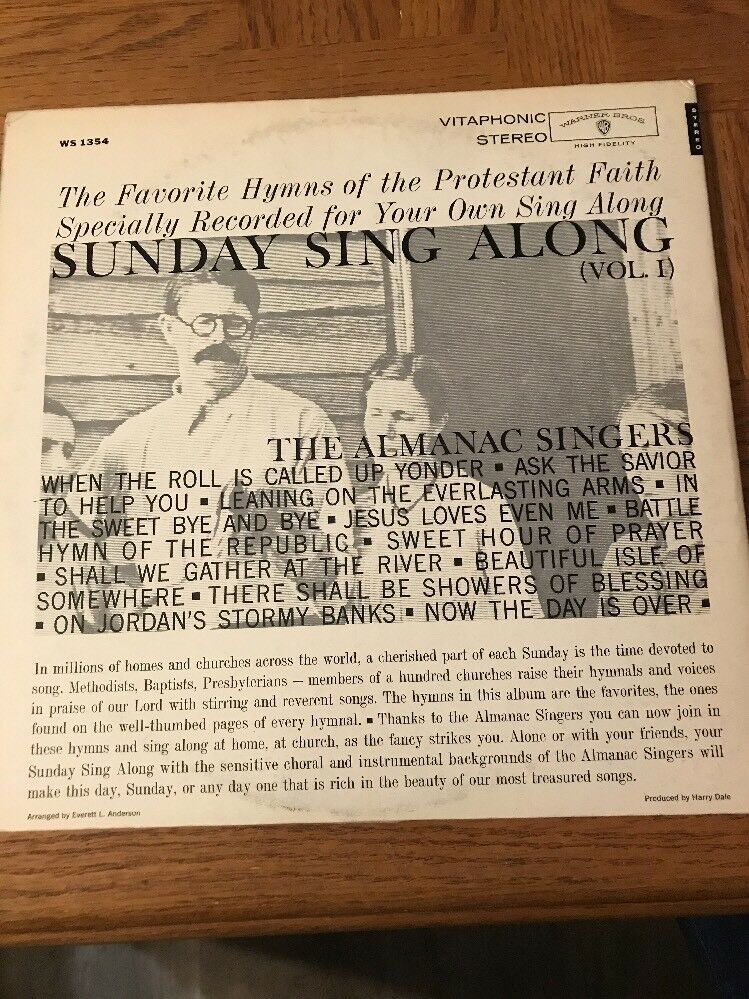 WS 1354
VITAPHONIC
STEREO
WARNER BROS
HIGH FIDELITY
STEREO
The Favorite Hymns of the Protestant Faith
Specially Recorded for Your Own Sing Along
SUNDAY SING ALONG
(VOL. I)
THE ALMANAC SINGERS
WHEN THE ROLL IS CALLED UP YONDER ▪ ASK THE SAVIOR
TO HELP YOU ▪ LEANING ON THE EVERLASTING ARMS ▪ IN
THE SWEET BYE AND BYE ▪ JESUS LOVES EVEN ME ▪ BATTLE
HYMN OF THE REPUBLIC ▪ SWEET HOUR OF PRAYER
▪ SHALL WE GATHER AT THE RIVER ▪ BEAUTIFUL ISLE OF
SOMEWHERE ▪ THERE SHALL BE SHOWERS OF BLESSING
▪ ON JORDAN'S STORMY BANKS ▪ NOW THE DAY IS OVER ▪
In millions of homes and churches across the world, a cherished part of each Sunday is the time devoted to
song. Methodists, Baptists, Presbyterians — members of a hundred churches raise their hymnals and voices
in praise of our Lord with stirring and reverent songs. The hymns in this album are the favorites, the ones
found on the well-thumbed pages of every hymnal. ▪ Thanks to the Almanac Singers you can now join in
these hymns and sing along at home, at church, as the fancy strikes you. Alone or with your friends, your
Sunday Sing Along with the sensitive choral and instrumental backgrounds of the Almanac Singers will
make this day, Sunday, or any day one that is rich in the beauty of our most treasured songs.
Arranged by Everett L. Anderson
Produced by Harry Dale